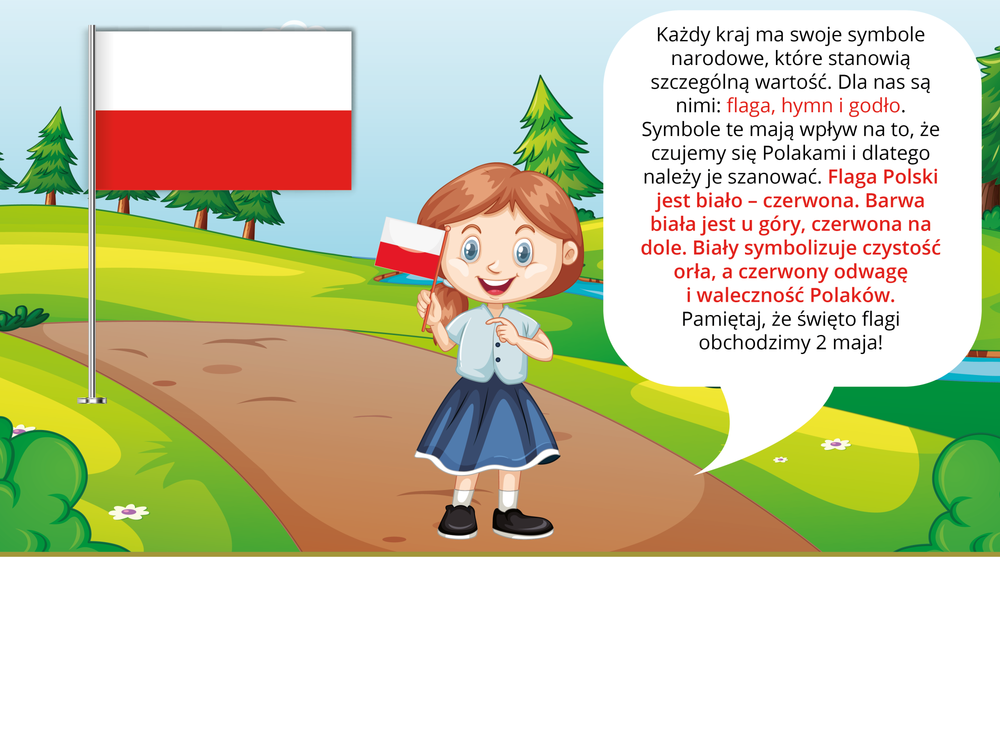 Każdy kraj ma swoje symbole
narodowe, które stanowią
szczególną wartość. Dla nas są
nimi: flaga, hymn i godło.
Symbole te mają wpływ na to, że
czujemy się Polakami i dlatego
należy je szanować. Flaga Polski
jest biało – czerwona. Barwa
biała jest u góry, czerwona na
dole. Biały symbolizuje czystość
orła, a czerwony odwagę
i waleczność Polaków.
Pamiętaj, że święto flagi
obchodzimy 2 maja!